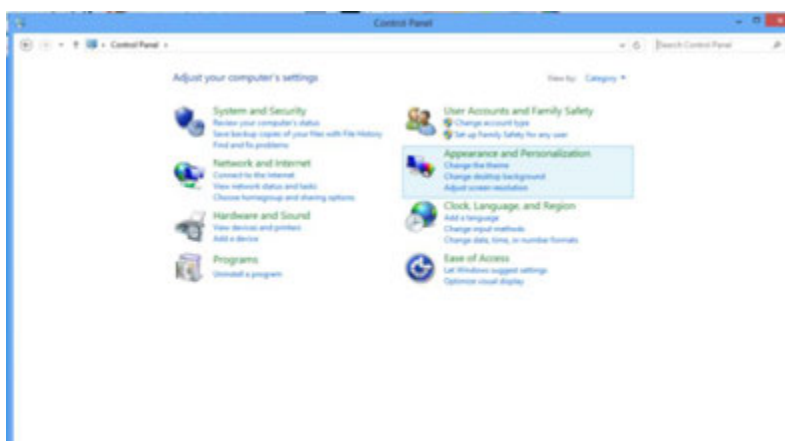 Control Panel
Control Panel
Search Control Panel
Adjust your computer's settings
View by: Category
System and Security
Review your computer's status
Save backup copies of your files with File History
Find and fix problems
Network and Internet
Connect to the Internet
View network status and tasks
Choose homegroup and sharing options
Hardware and Sound
View devices and printers
Add a device
Programs
Uninstall a program
User Accounts and Family Safety
Change account type
Set up Family Safety for any user
Appearance and Personalization
Change the theme
Change desktop background
Adjust screen resolution
Clock, Language, and Region
Add a language
Change input methods
Change date, time, or number formats
Ease of Access
Let Windows suggest settings
Optimize visual display